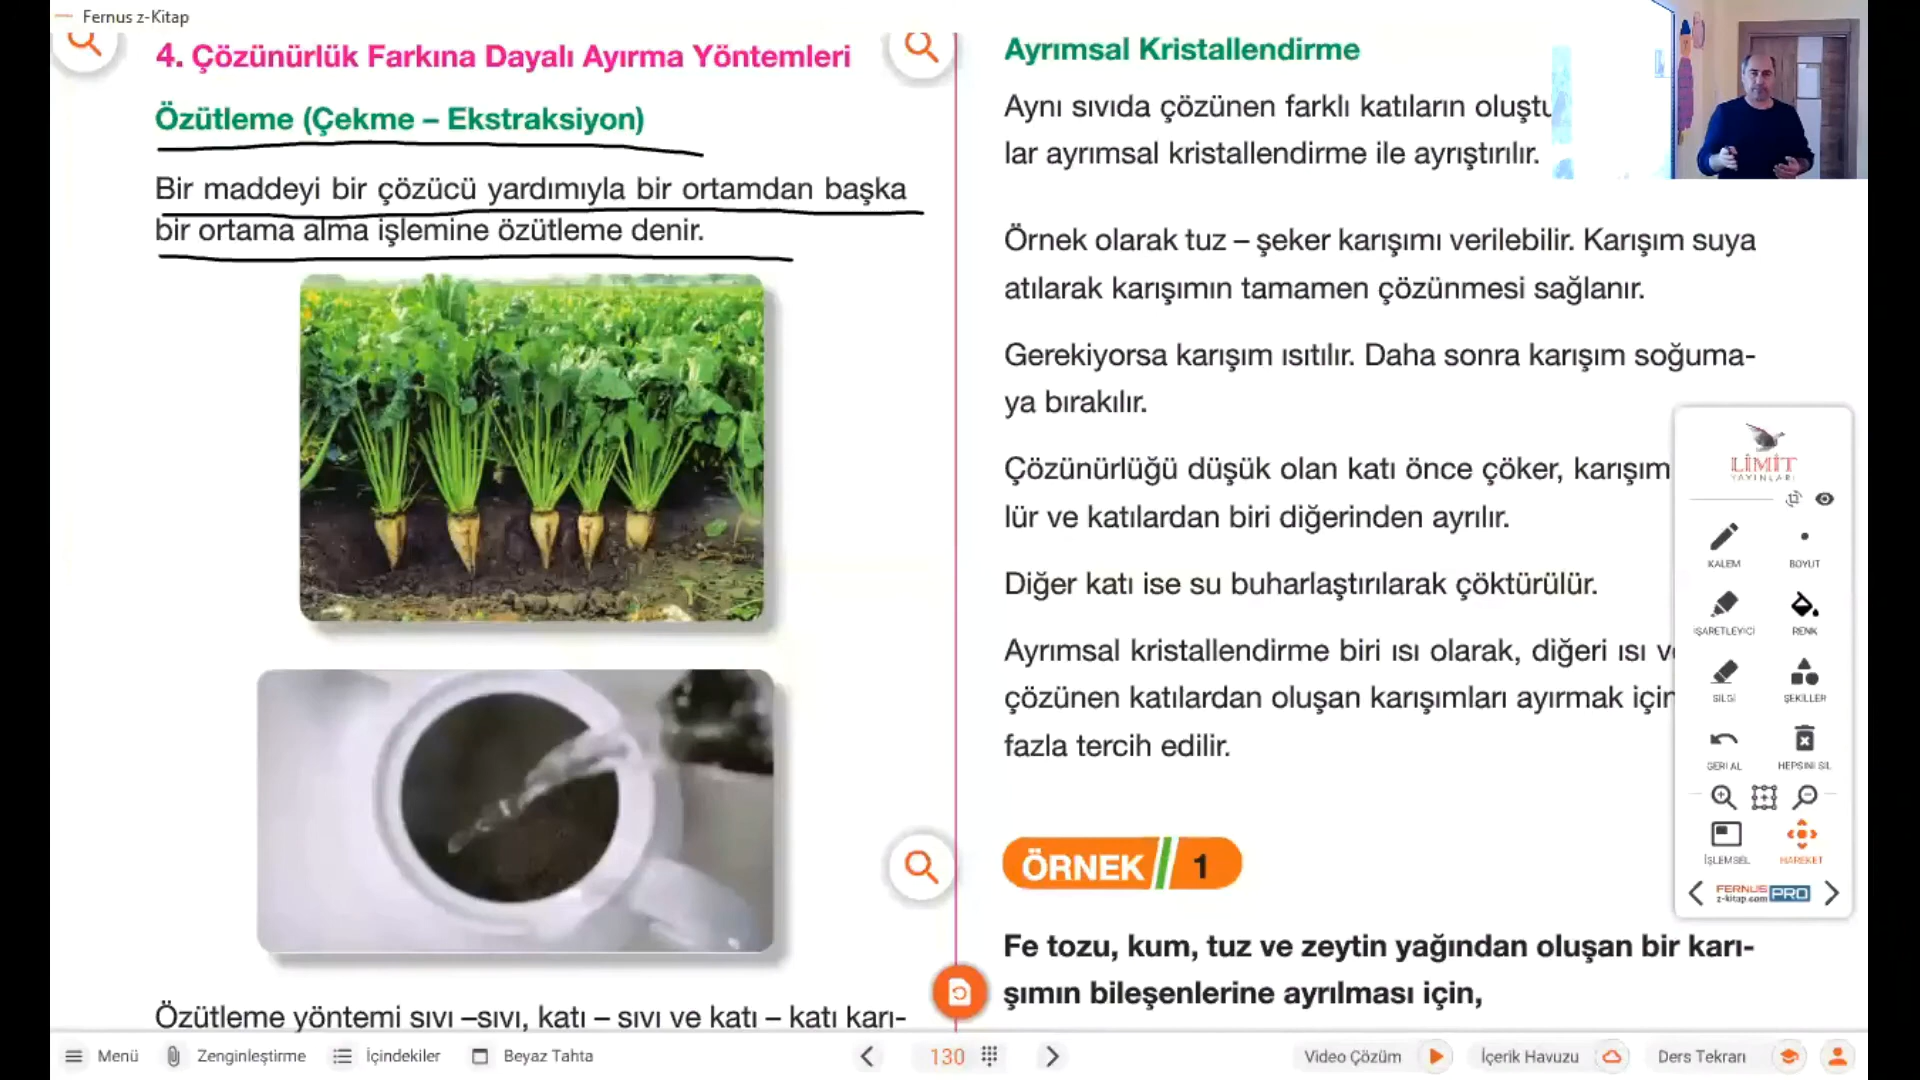 Fernus z-Kitap
4. Çözünürlük Farkına Dayalı Ayırma Yöntemleri
Özütleme (Çekme – Ekstraksiyon)
Bir maddeyi bir çözücü yardımıyla bir ortamdan başka
bir ortama alma işlemine özütleme denir.
Özütleme yöntemi sıvı –sıvı, katı – sıvı ve katı – katı karı-
Ayrımsal Kristallendirme
Aynı sıvıda çözünen farklı katıların
lar ayrımsal kristallendirme ile ayrıştırılır.
Örnek olarak tuz – şeker karışımı verilebilir. Karışım suya
atılarak karışımın tamamen çözünmesi sağlanır.
Gerekiyorsa karışım ısıtılır. Daha sonra karışım soğuma-
ya bırakılır.
Çözünürlüğü düşük olan katı önce çöker, karışım
lür ve katılardan biri diğerinden ayrılır.
Diğer katı ise su buharlaştırılarak çöktürülür.
Ayrımsal kristallendirme biri ısı olarak, diğeri ısı
çözünen katılardan oluşan karışımları ayırmak
fazla tercih edilir.
ÖRNEK 1
Fe tozu, kum, tuz ve zeytin yağından oluşan bir karı-
şımın bileşenlerine ayrılması için,
LİMİT
YAYINLARI
KALEM
BOYUT
İŞARETLEYİCİ
RENK
SİLGİ
ŞEKİLLER
GERİ AL
HEPSİNİ SİL
İŞLEMSEL
HAREKET
FERNUS
z-kitap.com
PRO
Menü
Zenginleştirme
İçindekiler
Beyaz Tahta
130
Video Çözüm
İçerik Havuzu
Ders Tekrarı